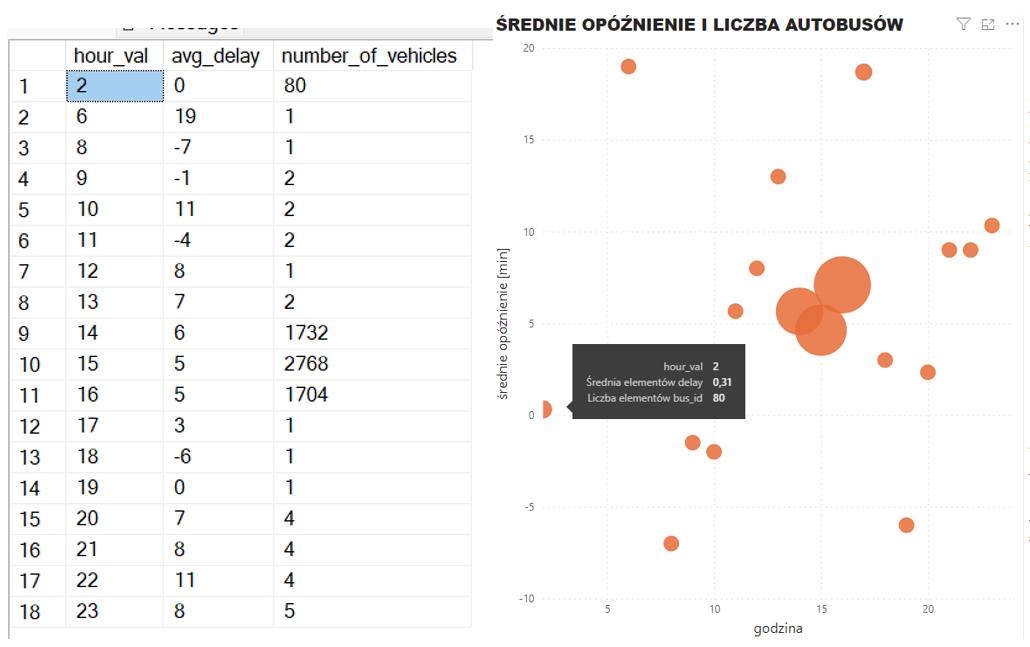 Messages
hour_val avg_delay number_of_vehicles
1 2 0 80
2 6 19 1
3 8 -7 1
4 9 -1 2
5 10 11 2
6 11 -4 2
7 12 8 1
8 13 7 2
9 14 6 1732
10 15 5 2768
11 16 5 1704
12 17 3 1
13 18 -6 1
14 19 0 1
15 20 7 4
16 21 8 4
17 22 11 4
18 23 8 5
ŚREDNIE OPÓŹNIENIE I LICZBA AUTOBUSÓW
20
15
10
5
0
-5
-10
średnie opóźnienie [min]
hour_val 2
Średnia elementów delay 0,31
Liczba elementów bus_id 80
5 10 15 20
godzina